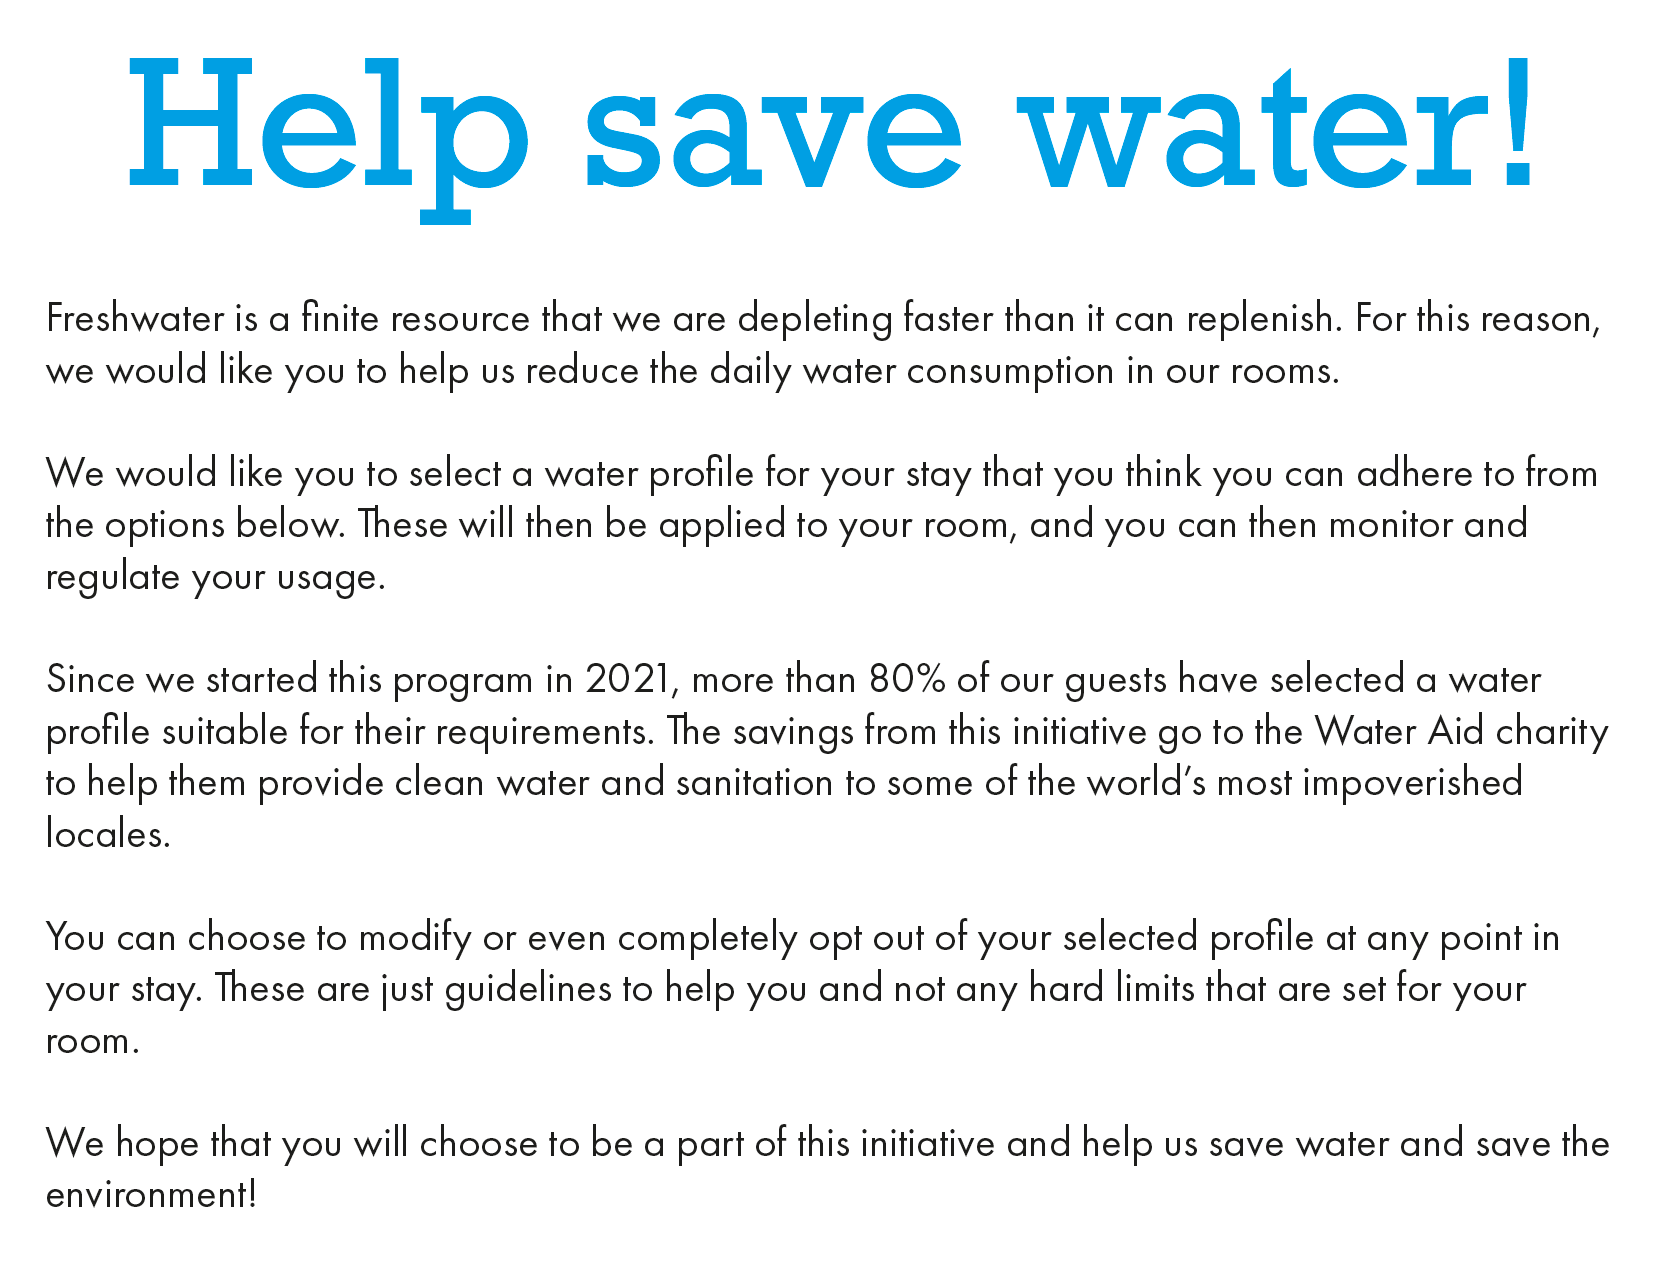 Help save water!
Freshwater is a finite resource that we are depleting faster than it can replenish. For this reason,
we would like you to help us reduce the daily water consumption in our rooms.
We would like you to select a water profile for your stay that you think you can adhere to from
the options below. These will then be applied to your room, and you can then monitor and
regulate your usage.
Since we started this program in 2021, more than 80% of our guests have selected a water
profile suitable for their requirements. The savings from this initiative go to the Water Aid charity
to help them provide clean water and sanitation to some of the world’s most impoverished
locales.
You can choose to modify or even completely opt out of your selected profile at any point in
your stay. These are just guidelines to help you and not any hard limits that are set for your
room.
We hope that you will choose to be a part of this initiative and help us save water and save the
environment!